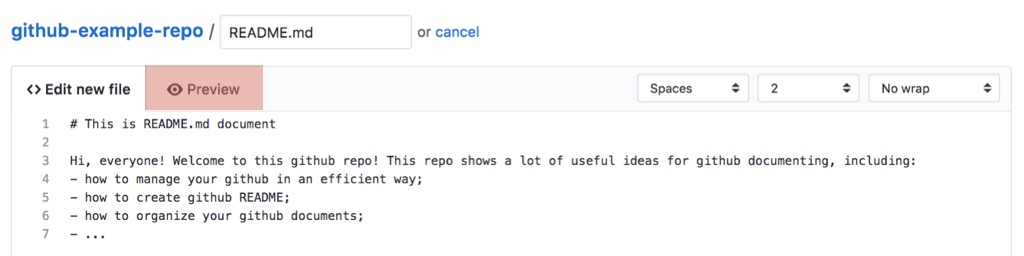 github-example-repo / README.md or cancel
<> Edit new file Preview Spaces 2 No wrap
1 # This is README.md document
2
3 Hi, everyone! Welcome to this github repo! This repo shows a lot of useful ideas for github documenting, including:
4 - how to manage your github in an efficient way;
5 - how to create github README;
6 - how to organize your github documents;
7 - ...